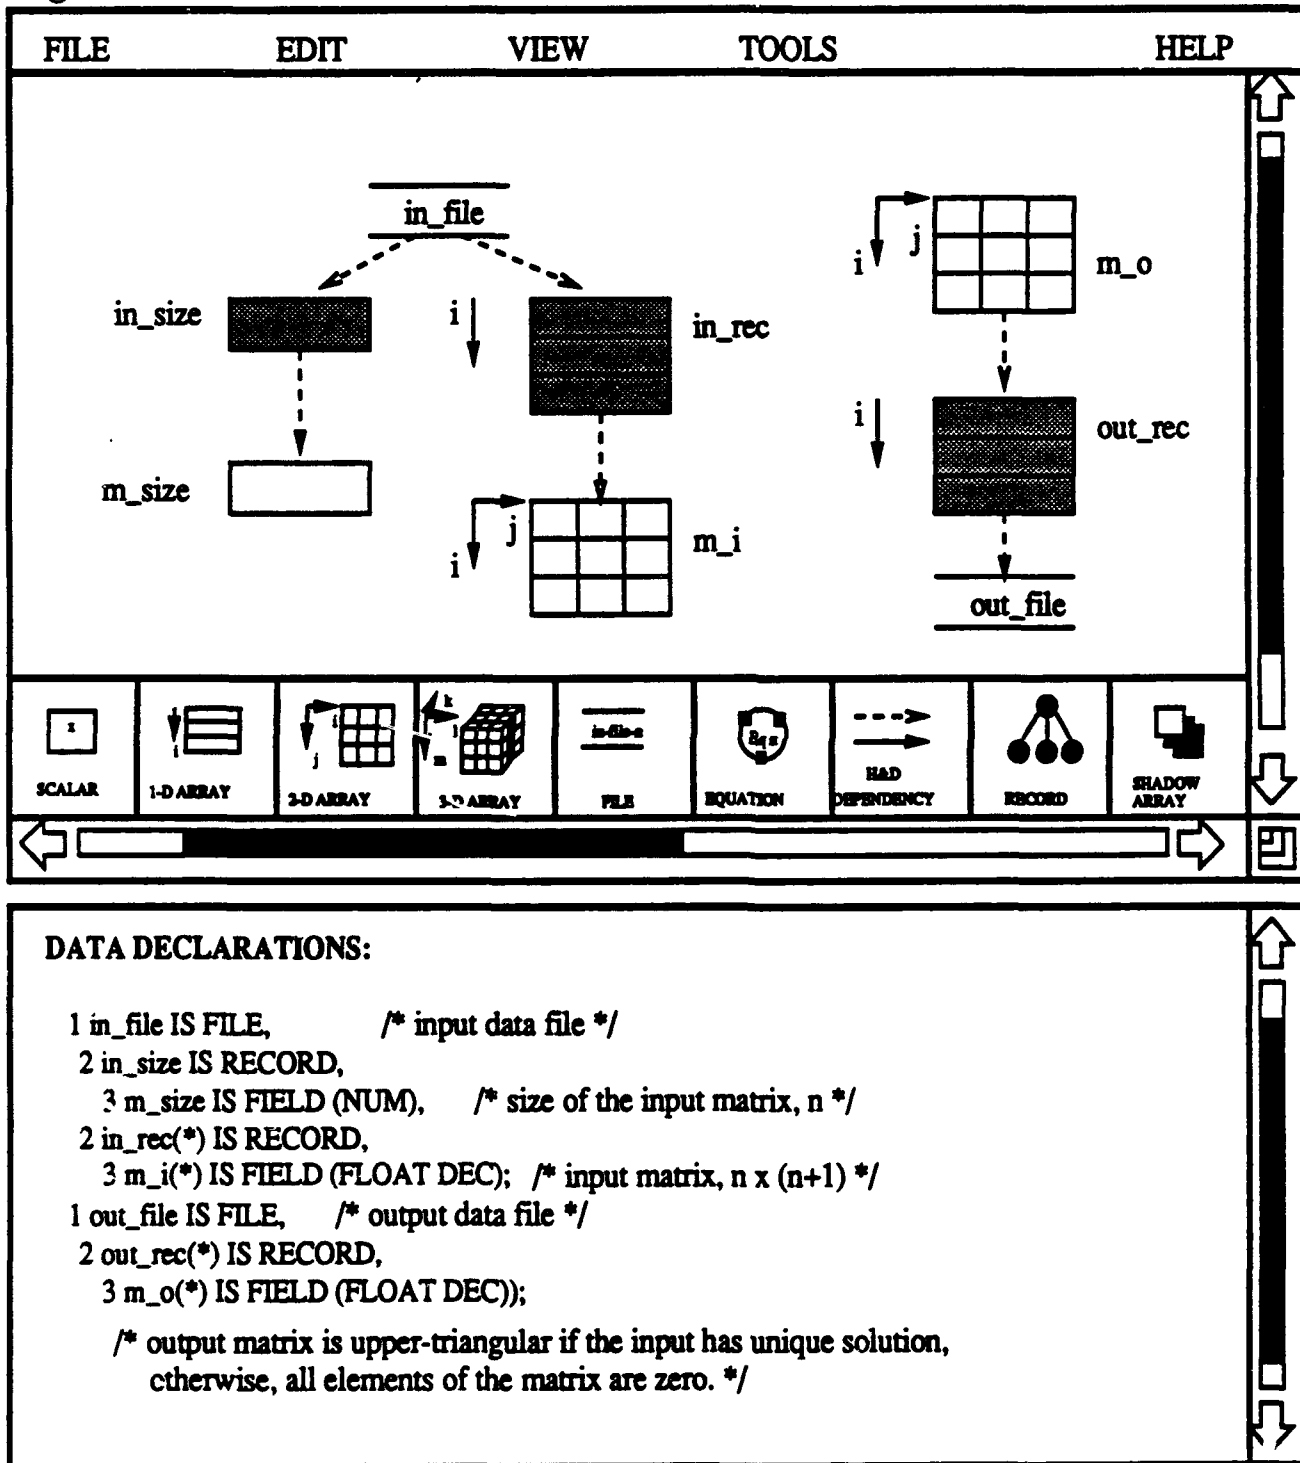 FILE EDIT VIEW TOOLS HELP
in_file
j
i
m_o
in_size
i
in_rec
i
out_rec
m_size
j
i
m_i
out_file
x
SCALAR
i
1-D ARRAY
i
j
2-D ARRAY
k
l
m
3-D ARRAY
FILE
EQUATION
H&D
DEPENDENCY
RECORD
SHADOW
ARRAY
DATA DECLARATIONS:
1 in_file IS FILE, /* input data file */
2 in_size IS RECORD,
3 m_size IS FIELD (NUM), /* size of the input matrix, n */
2 in_rec(*) IS RECORD,
3 m_i(*) IS FIELD (FLOAT DEC); /* input matrix, n x (n+1) */
1 out_file IS FILE, /* output data file */
2 out_rec(*) IS RECORD,
3 m_o(*) IS FIELD (FLOAT DEC));
/* output matrix is upper-triangular if the input has unique solution,
otherwise, all elements of the matrix are zero. */